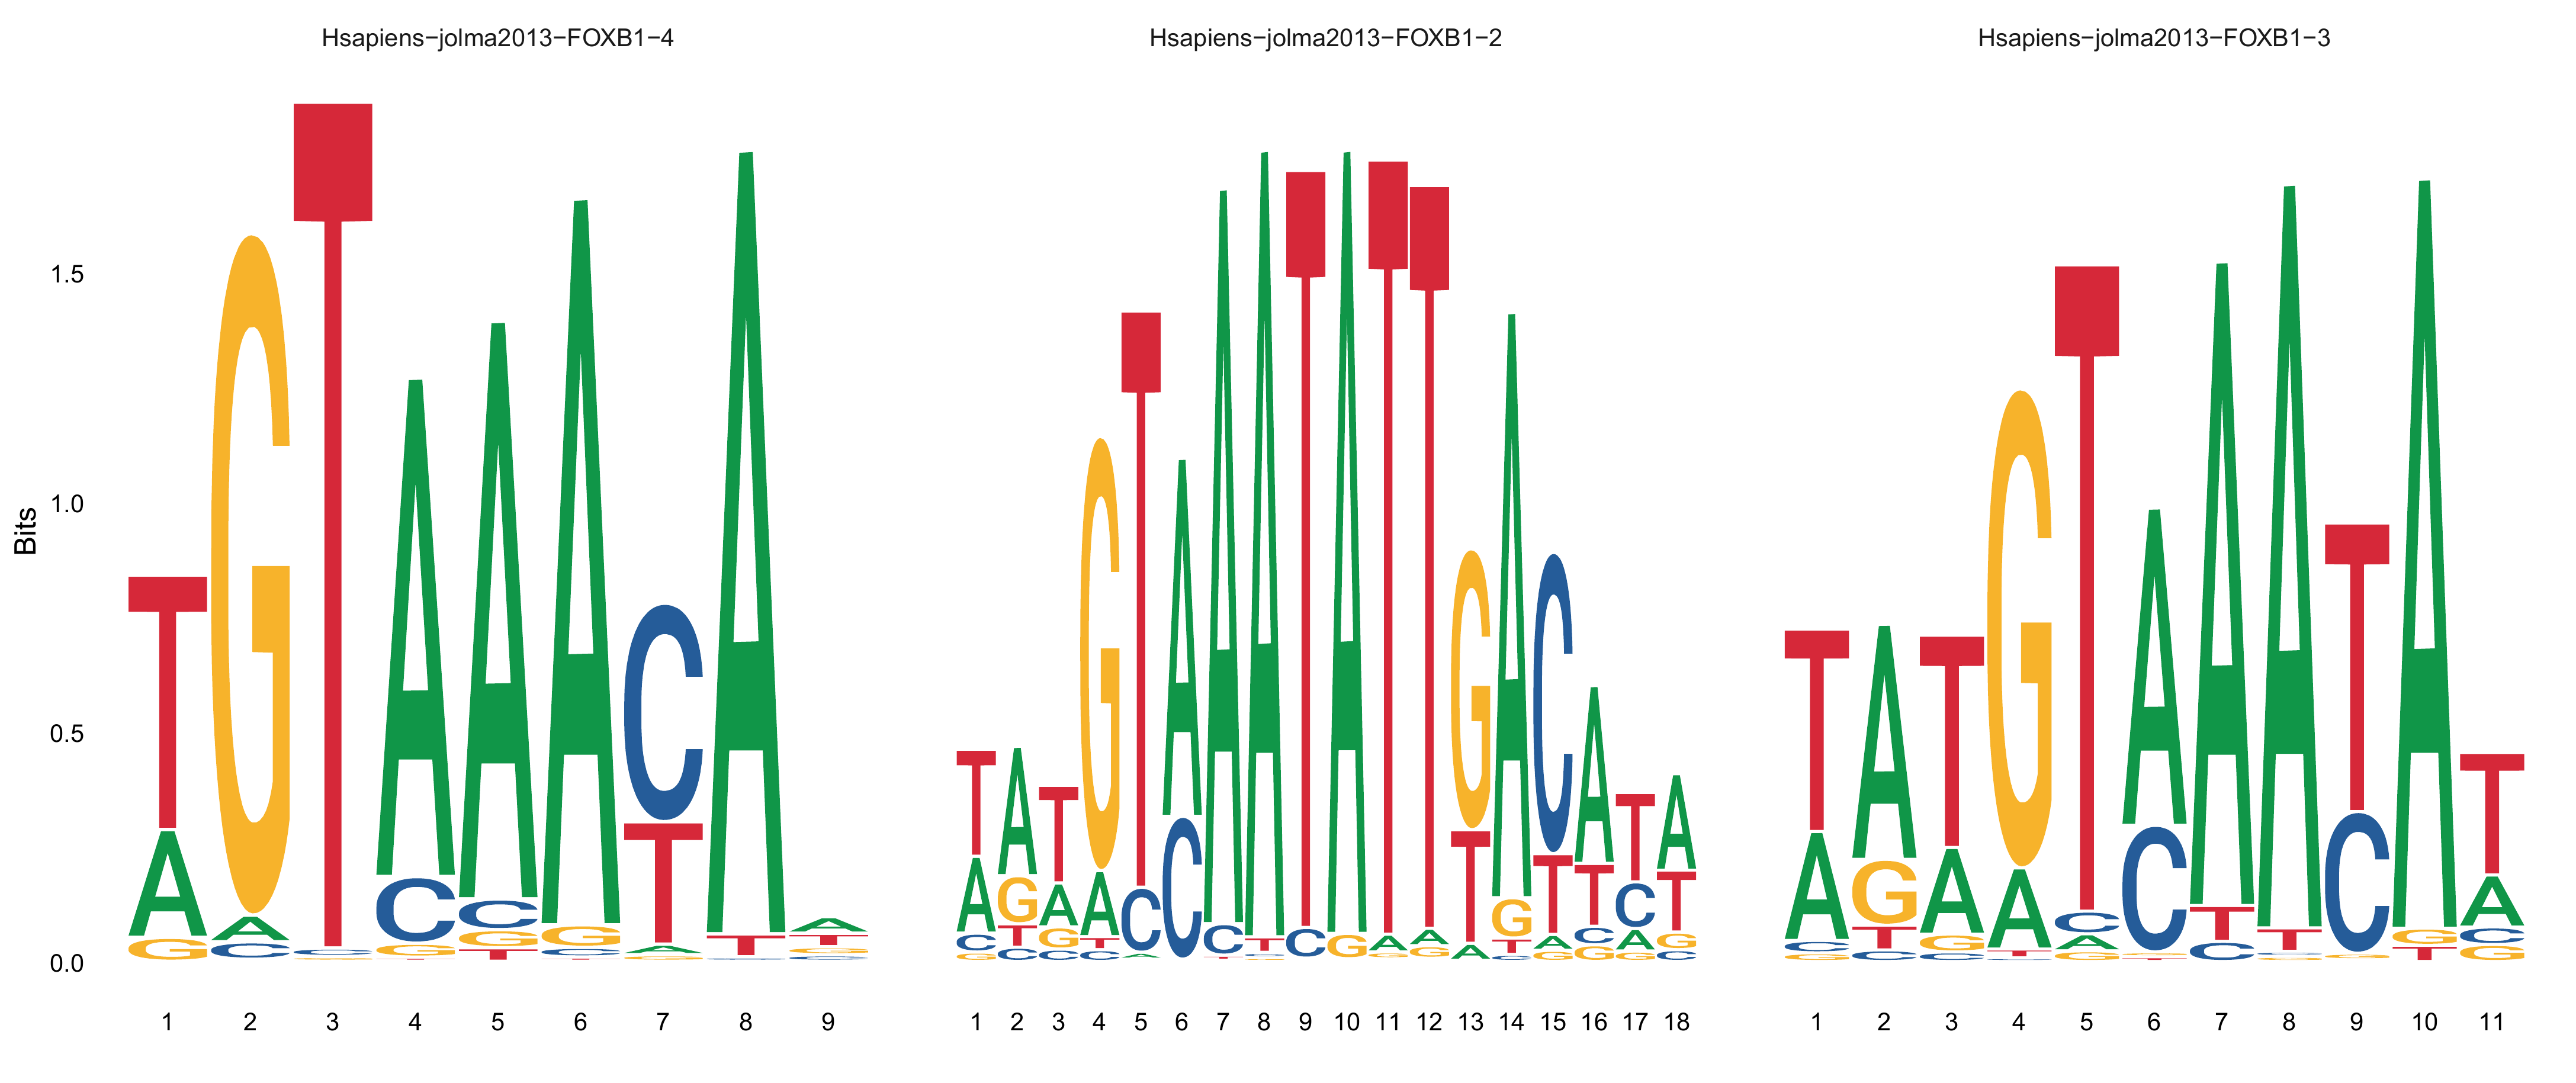 Hsapiens−jolma2013−FOXB1−4 Hsapiens−jolma2013−FOXB1−2 Hsapiens−jolma2013−FOXB1−3
Bits
1.5
1.0
0.5
0.0
1 2 3 4 5 6 7 8 9 1 2 3 4 5 6 7 8 9 10 11 12 13 14 15 16 17 18 1 2 3 4 5 6 7 8 9 10 11
T G T A A A C A A
A A C C C G T T T
G C G G C A G
T A T G T A A A T A T T G A C A T A
A G A A C C C T C G A A T G T T C T
C T G T G T C A G
G C C C G A T A G G G C
T A T G T A A A T A T
A G A A C C T T C G A
C T G A C T C
G C C G G